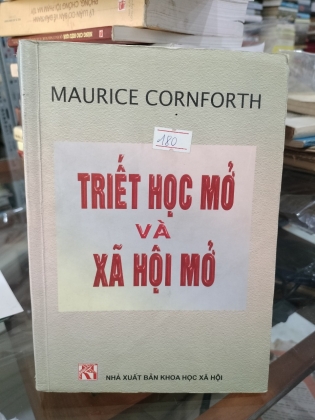 MAURICE CORNFORTH
180
TRIẾT HỌC MỞ
VÀ
XÃ HỘI MỞ
NHÀ XUẤT BẢN KHOA HỌC XÃ HỘI